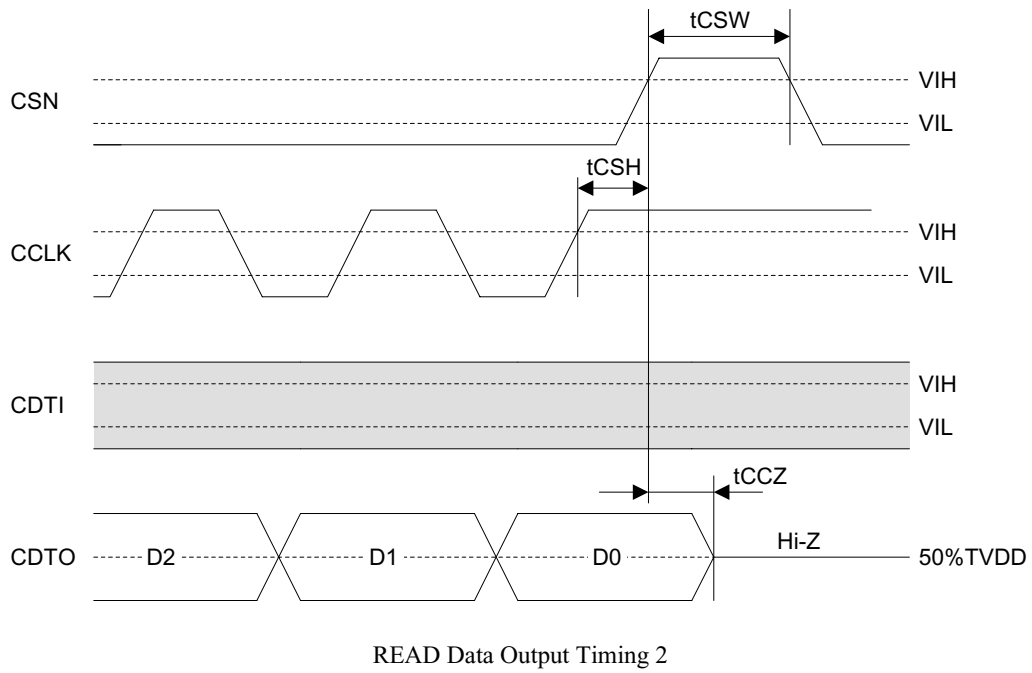 tCSW
CSN
VIH
VIL
tCSH
CCLK
VIH
VIL
CDTI
VIH
VIL
tCCZ
CDTO
D2
D1
D0
Hi-Z
50%TVDD
READ Data Output Timing 2